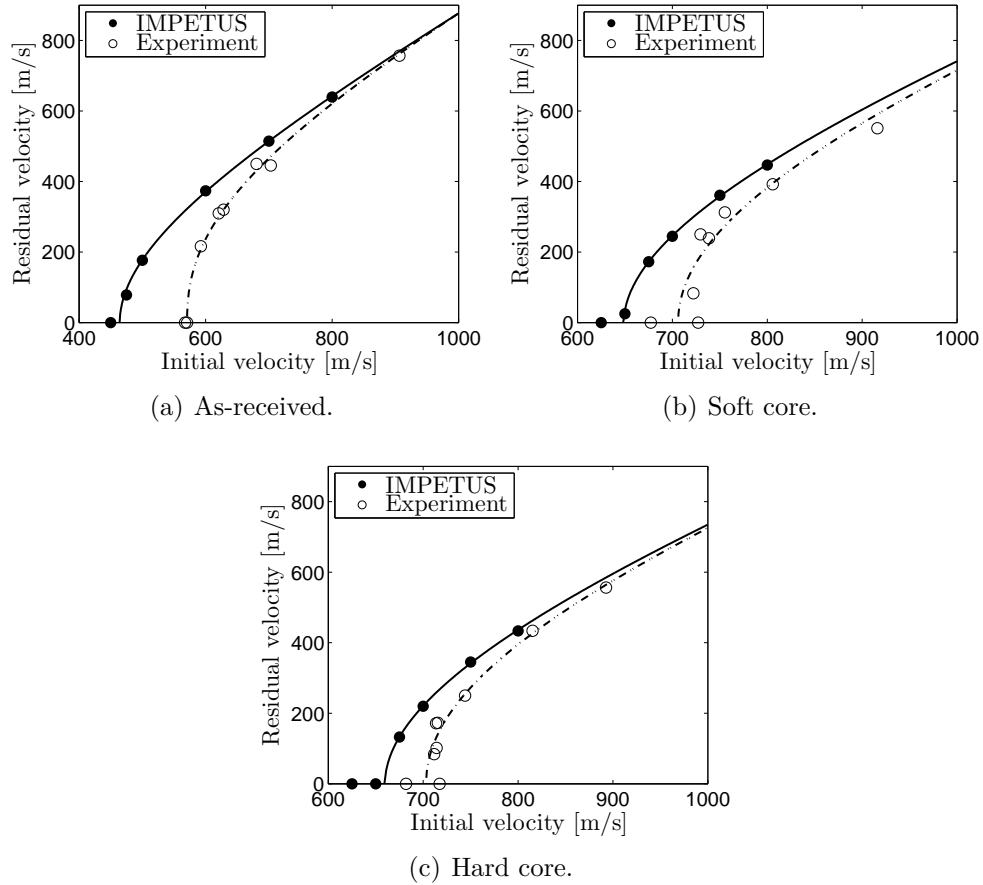 IMPETUS
Experiment
Residual velocity [m/s]
800
600
400
200
0
400 600 800 1000
Initial velocity [m/s]
(a) As-received.
IMPETUS
Experiment
Residual velocity [m/s]
800
600
400
200
0
600 700 800 900 1000
Initial velocity [m/s]
(b) Soft core.
IMPETUS
Experiment
Residual velocity [m/s]
800
600
400
200
0
600 700 800 900 1000
Initial velocity [m/s]
(c) Hard core.